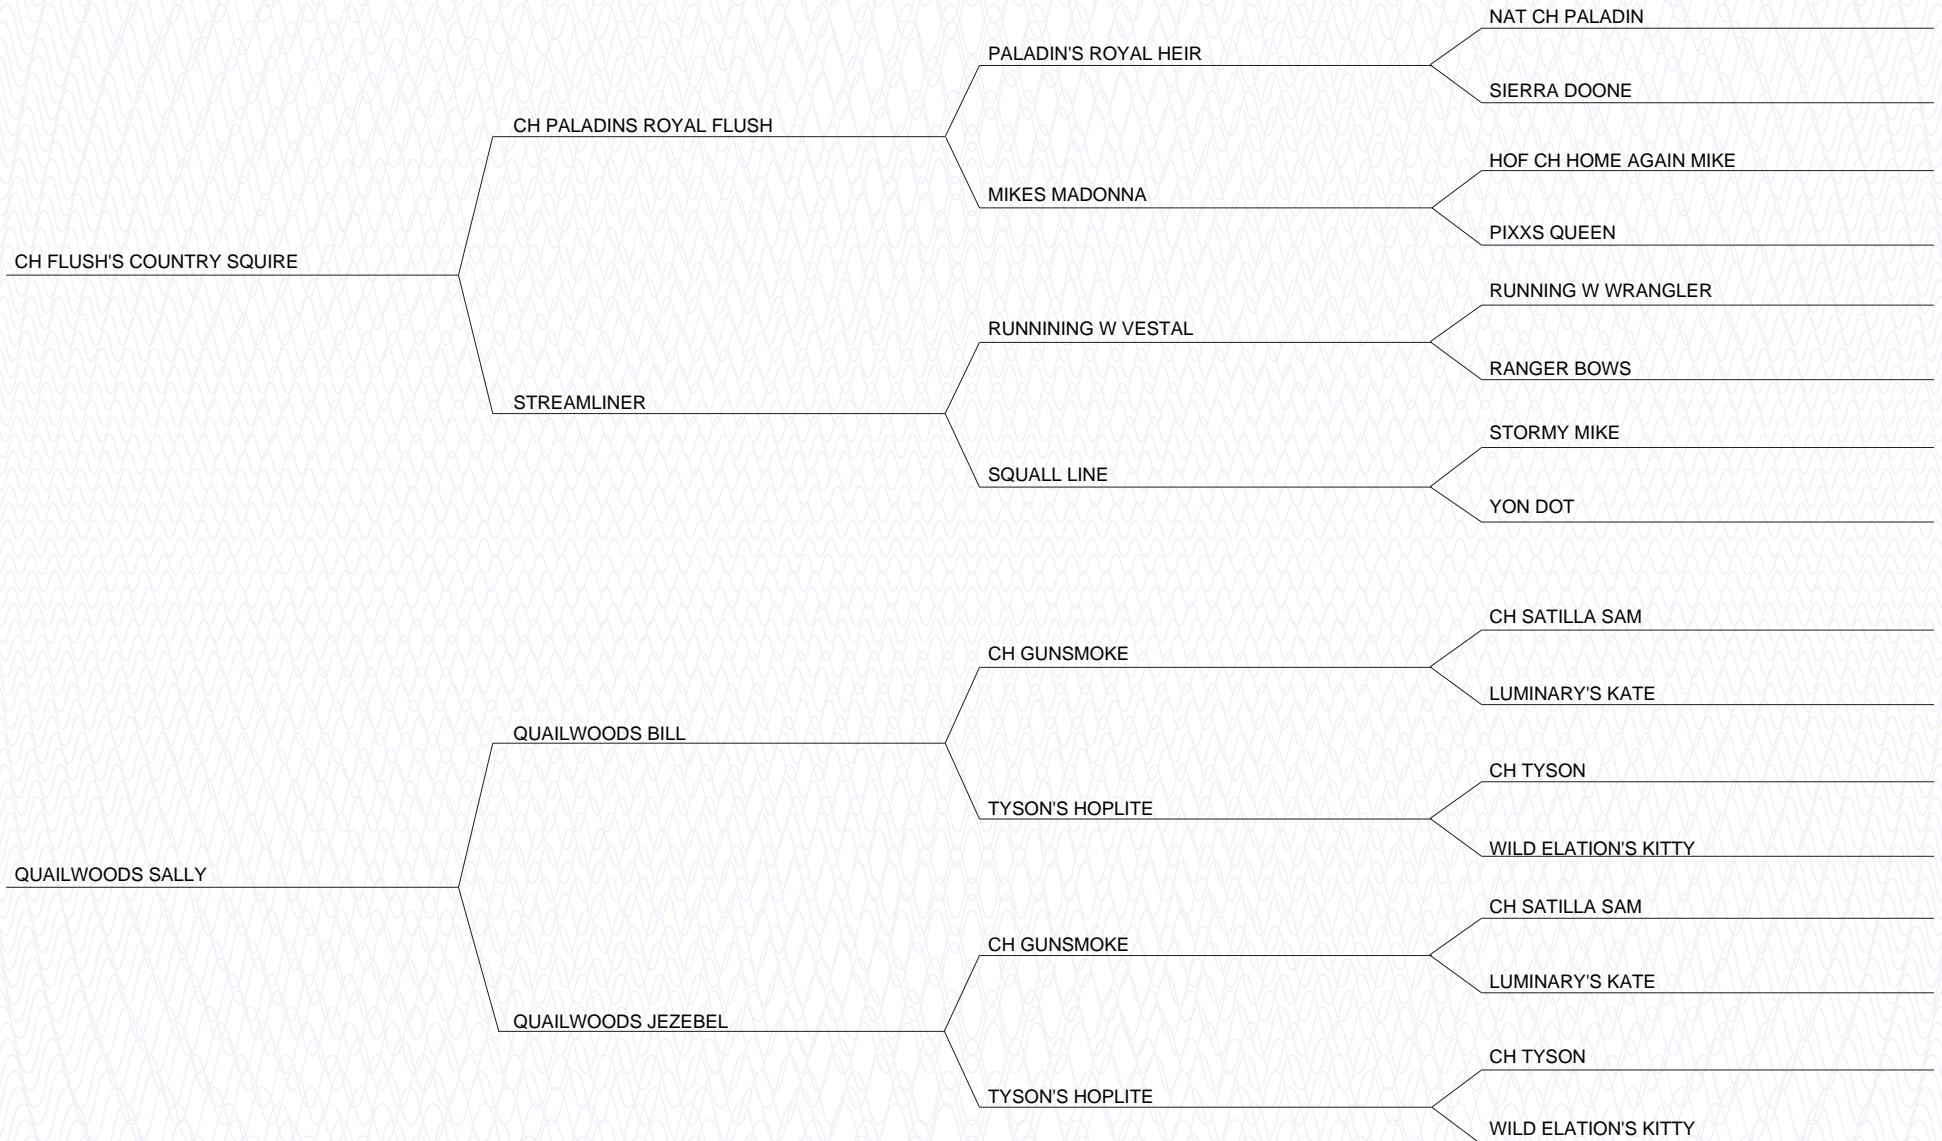 NAT CH PALADIN
PALADIN'S ROYAL HEIR
SIERRA DOONE
CH PALADINS ROYAL FLUSH
HOF CH HOME AGAIN MIKE
MIKES MADONNA
PIXXS QUEEN
CH FLUSH'S COUNTRY SQUIRE
RUNNING W WRANGLER
RUNNINING W VESTAL
RANGER BOWS
STREAMLINER
STORMY MIKE
SQUALL LINE
YON DOT
CH SATILLA SAM
CH GUNSMOKE
LUMINARY'S KATE
QUAILWOODS BILL
CH TYSON
TYSON'S HOPLITE
WILD ELATION'S KITTY
QUAILWOODS SALLY
CH SATILLA SAM
CH GUNSMOKE
LUMINARY'S KATE
QUAILWOODS JEZEBEL
CH TYSON
TYSON'S HOPLITE
WILD ELATION'S KITTY